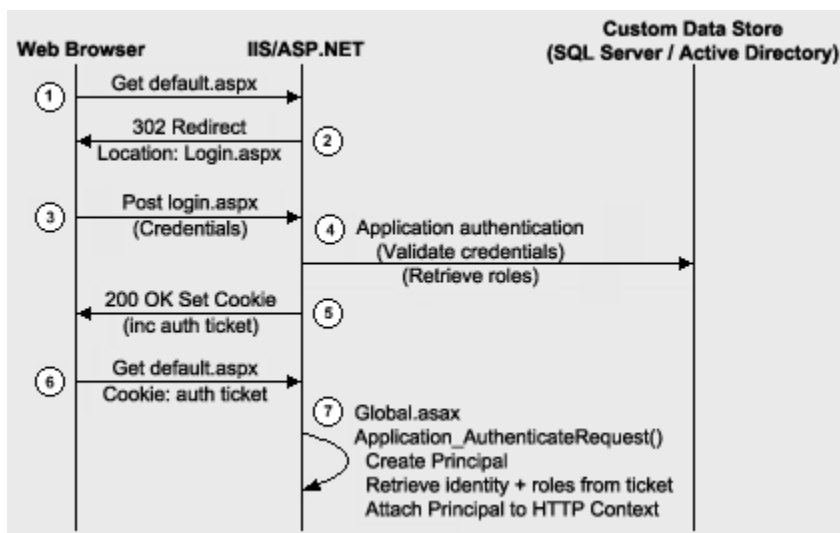 Custom Data Store
Web Browser IIS/ASP.NET (SQL Server / Active Directory)
1 Get default.aspx
302 Redirect 2
Location: Login.aspx
3 Post login.aspx
(Credentials)
4 Application authentication
(Validate credentials)
(Retrieve roles)
200 OK Set Cookie 5
(inc auth ticket)
6 Get default.aspx
Cookie: auth ticket
7 Global.asax
Application_AuthenticateRequest()
Create Principal
Retrieve identity + roles from ticket
Attach Principal to HTTP Context